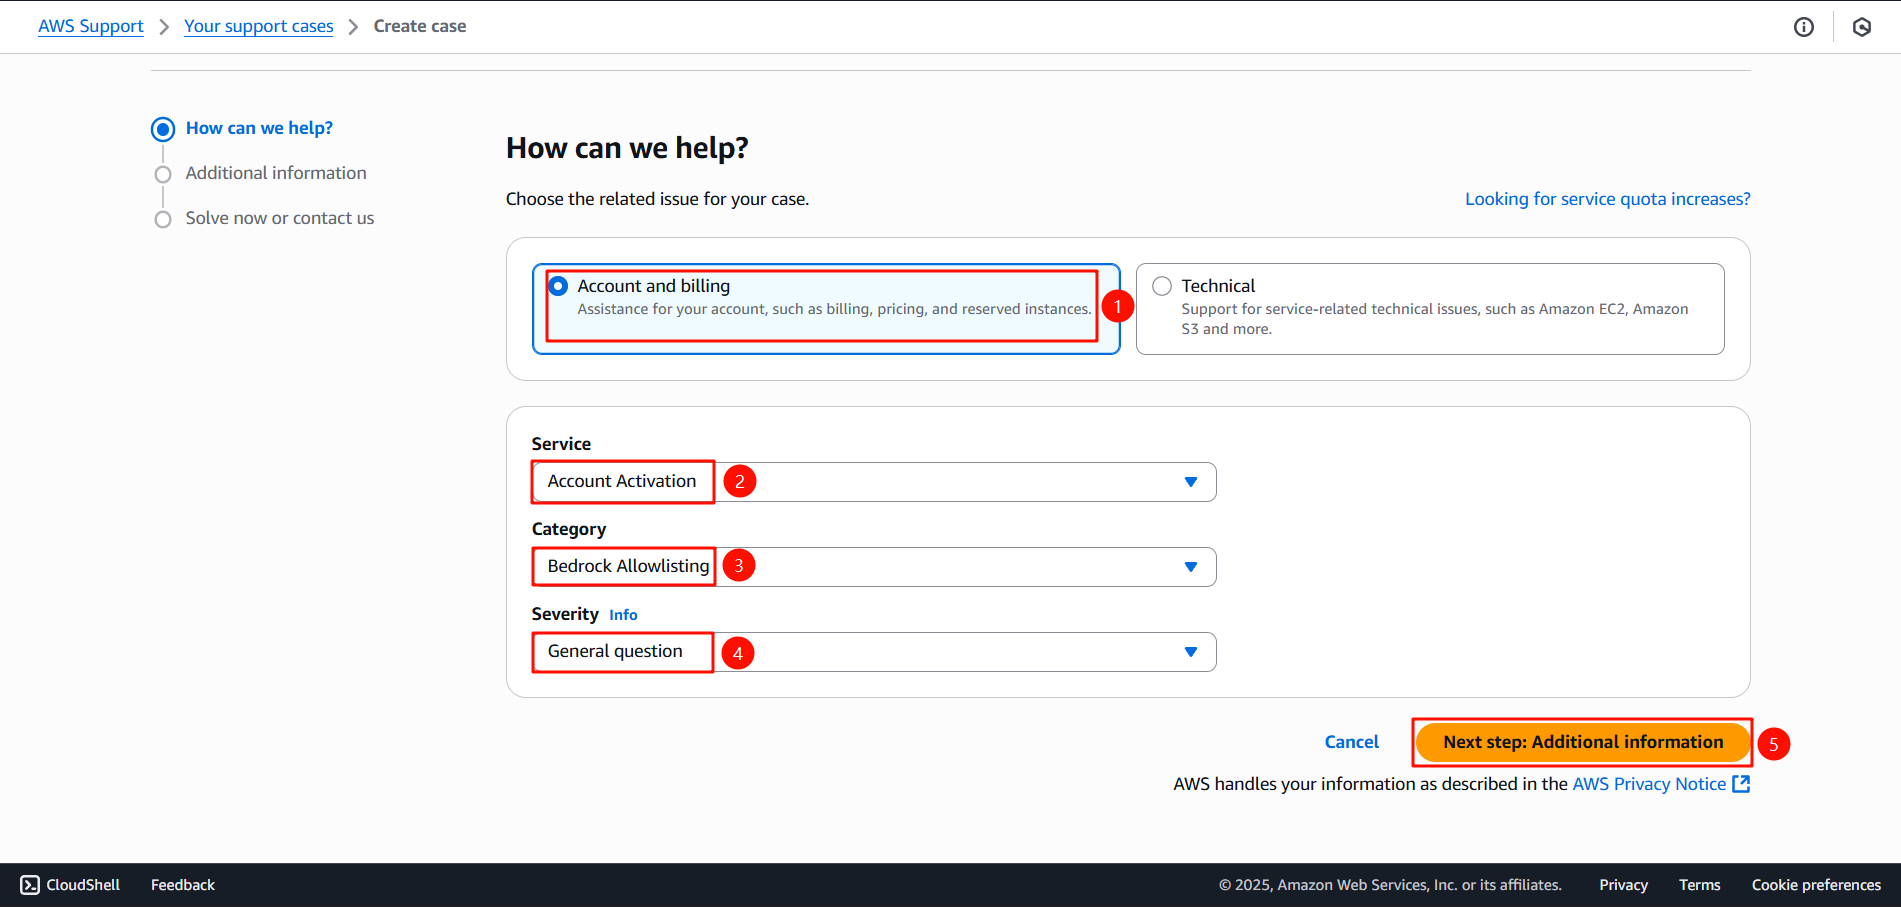 AWS Support > Your support cases > Create case
How can we help?
Additional information
Solve now or contact us
How can we help?
Choose the related issue for your case.
Looking for service quota increases?
Account and billing
Assistance for your account, such as billing, pricing, and reserved instances.
1
Technical
Support for service-related technical issues, such as Amazon EC2, Amazon
S3 and more.
Service
Account Activation
2
Category
Bedrock Allowlisting
3
Severity Info
General question
4
Cancel
Next step: Additional information
5
AWS handles your information as described in the AWS Privacy Notice
CloudShell
Feedback
© 2025, Amazon Web Services, Inc. or its affiliates.
Privacy
Terms
Cookie preferences